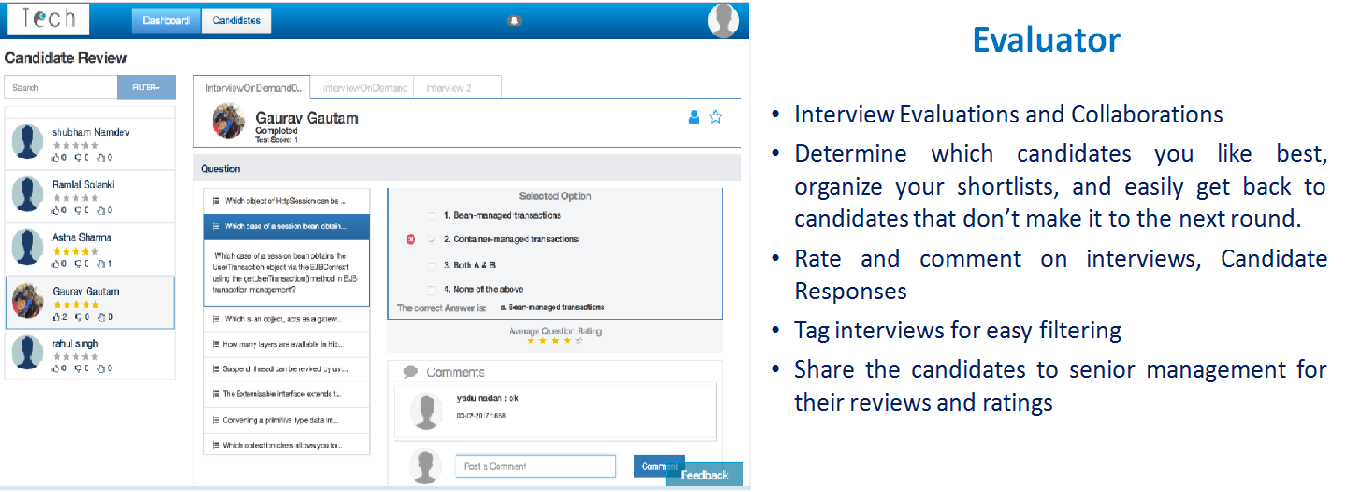 Tech
Dashboard
Candidates
Candidate Review
Search
FILTER-
shubham Namdev
0 0 0
Ramlal Solanki
0 0 0
Astha Sharma
0 0 1
Gaurav Gautam
2 0 0
rahul singh
0 0 0
InterviewOnDemand0...
InterviewOnDemand
Interview 2
Gaurav Gautam
Completed
Test Score: 1
Question
Which object of HttpSession can be ...
Which case of a session bean obtain...
Which case of a session bean obtains the
UserTransaction object via the EJBContext
using the getUserTransaction() method in EJB
transaction management?
Which is an object, acts as a gatew...
How many layers are available in Hib...
Suspend thread can be revived by usi...
The Externalizable interface extends t...
Converting a primitive type data int...
Which collection class allows you to...
Selected Option
1. Bean-managed transactions
2. Container-managed transactions
3. Both A & B
4. None of the above
The correct Answer is: a. Bean-managed transactions
Average Question Rating
Comments
yadunadan : ok
Post a Comment
Comment
Feedback
Evaluator
• Interview Evaluations and Collaborations
• Determine which candidates you like best,
organize your shortlists, and easily get back to
candidates that don't make it to the next round.
• Rate and comment on interviews, Candidate
Responses
• Tag interviews for easy filtering
• Share the candidates to senior management for
their reviews and ratings